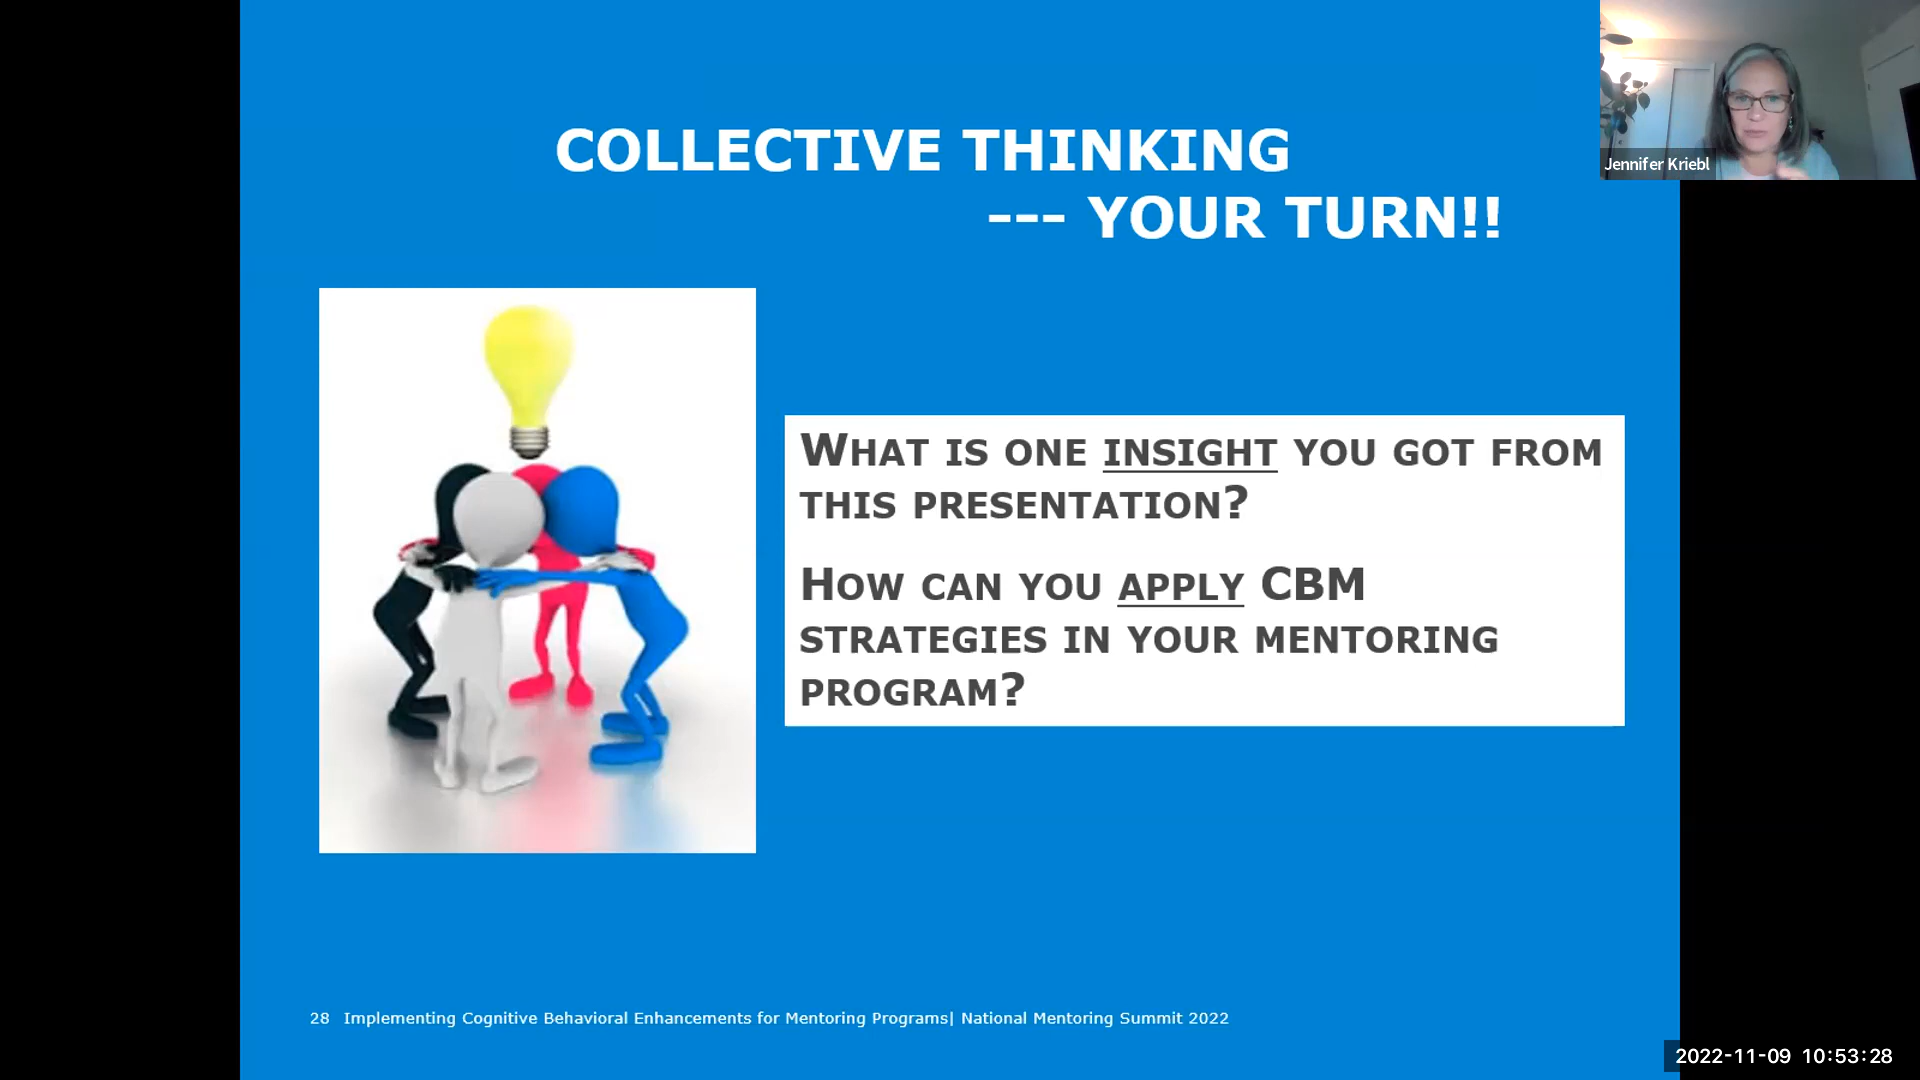 COLLECTIVE THINKING
--- YOUR TURN!!
Jennifer Kriebl
WHAT IS ONE INSIGHT YOU GOT FROM
THIS PRESENTATION?
HOW CAN YOU APPLY CBM
STRATEGIES IN YOUR MENTORING
PROGRAM?
28 Implementing Cognitive Behavioral Enhancements for Mentoring Programs| National Mentoring Summit 2022
2022-11-09 10:53:28